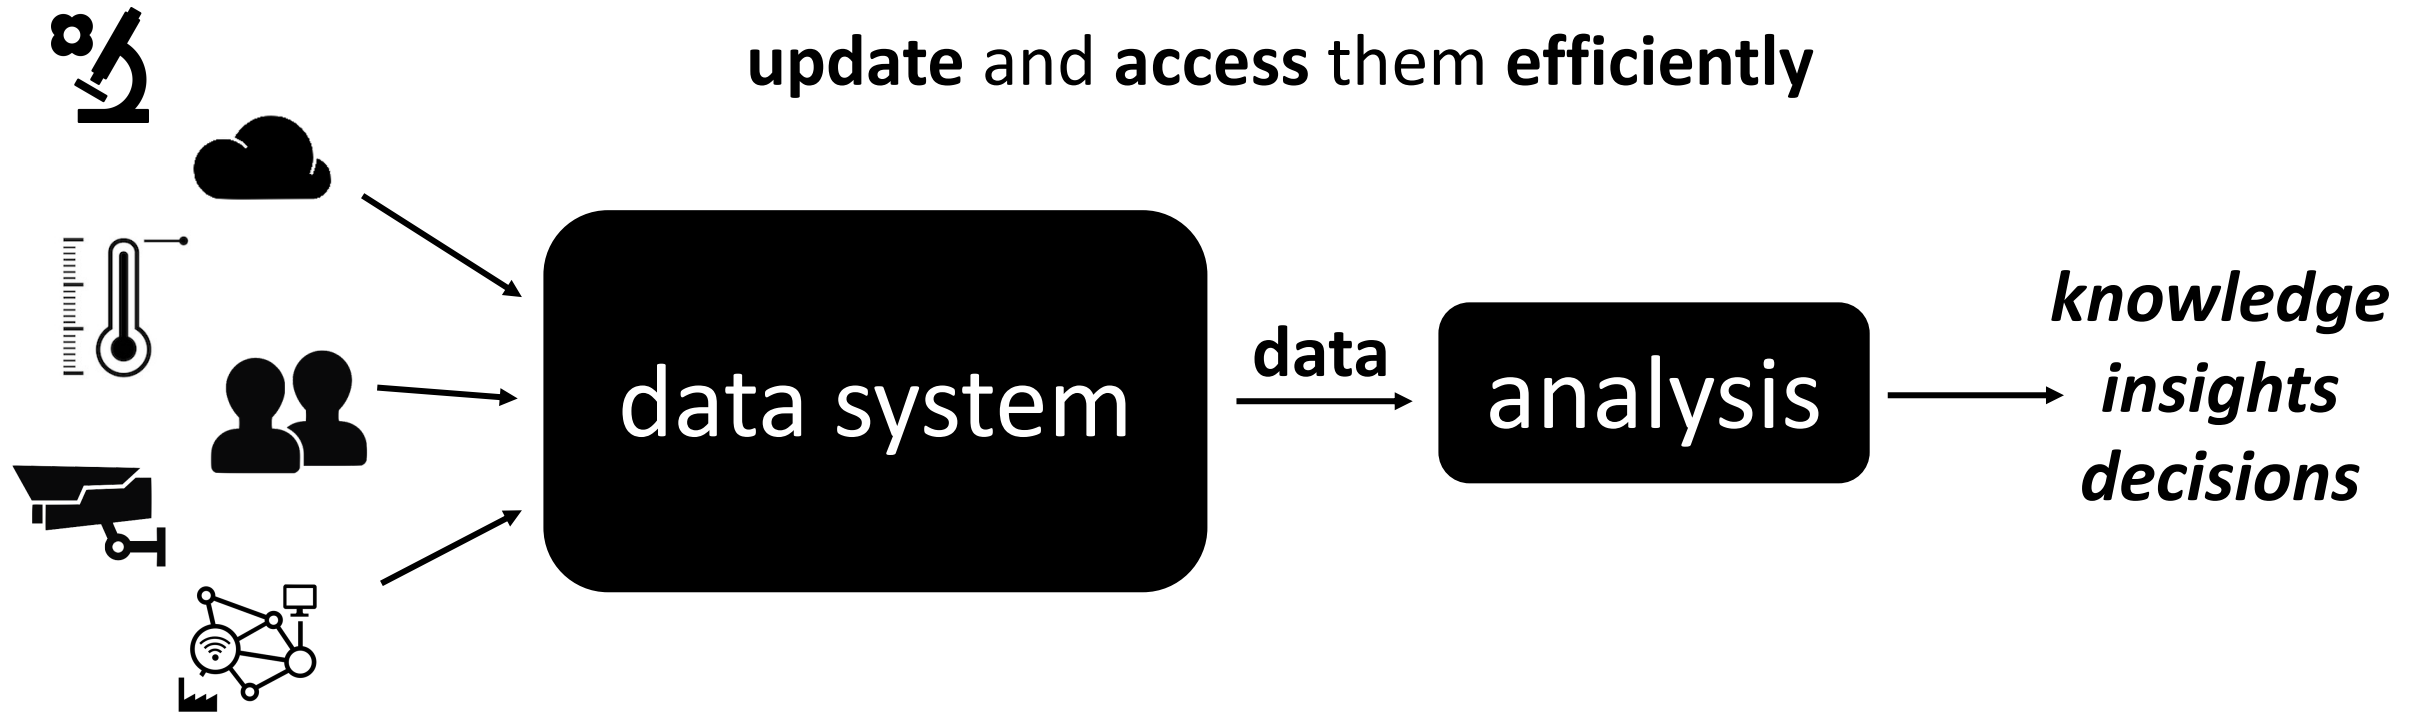 update and access them efficiently
data system
data
analysis
knowledge
insights
decisions